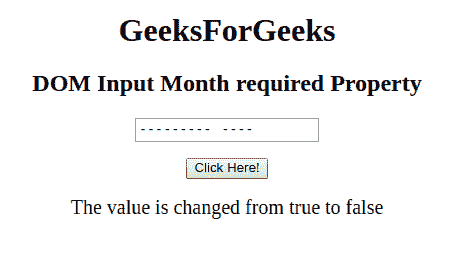 GeeksForGeeks
DOM Input Month required Property
--------- ----
Click Here!
The value is changed from true to false